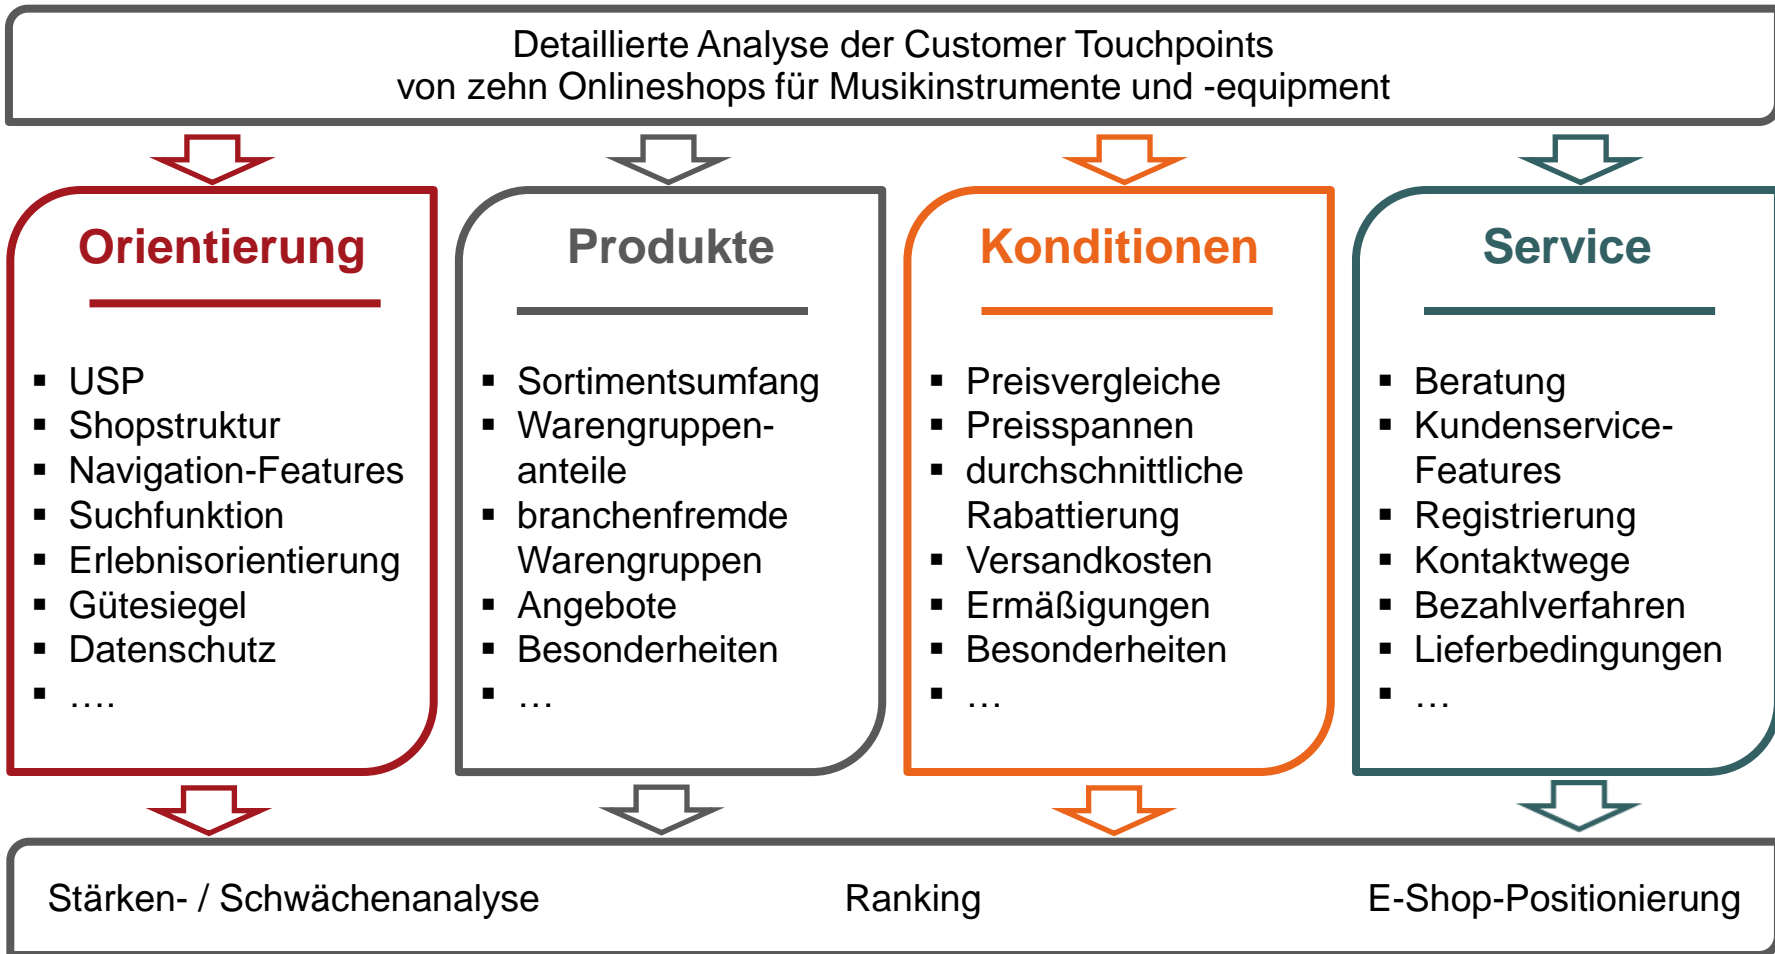 Detaillierte Analyse der Customer Touchpoints
von zehn Onlineshops für Musikinstrumente und -equipment
Orientierung
▪ USP
▪ Shopstruktur
▪ Navigation-Features
▪ Suchfunktion
▪ Erlebnisorientierung
▪ Gütesiegel
▪ Datenschutz
▪ ....
Produkte
▪ Sortimentsumfang
▪ Warengruppen-
anteile
▪ branchenfremde
Warengruppen
▪ Angebote
▪ Besonderheiten
▪ ...
Konditionen
▪ Preisvergleiche
▪ Preisspannen
▪ durchschnittliche
Rabattierung
▪ Versandkosten
▪ Ermäßigungen
▪ Besonderheiten
▪ ...
Service
▪ Beratung
▪ Kundenservice-
Features
▪ Registrierung
▪ Kontaktwege
▪ Bezahlverfahren
▪ Lieferbedingungen
▪ ...
Stärken- / Schwächenanalyse
Ranking
E-Shop-Positionierung